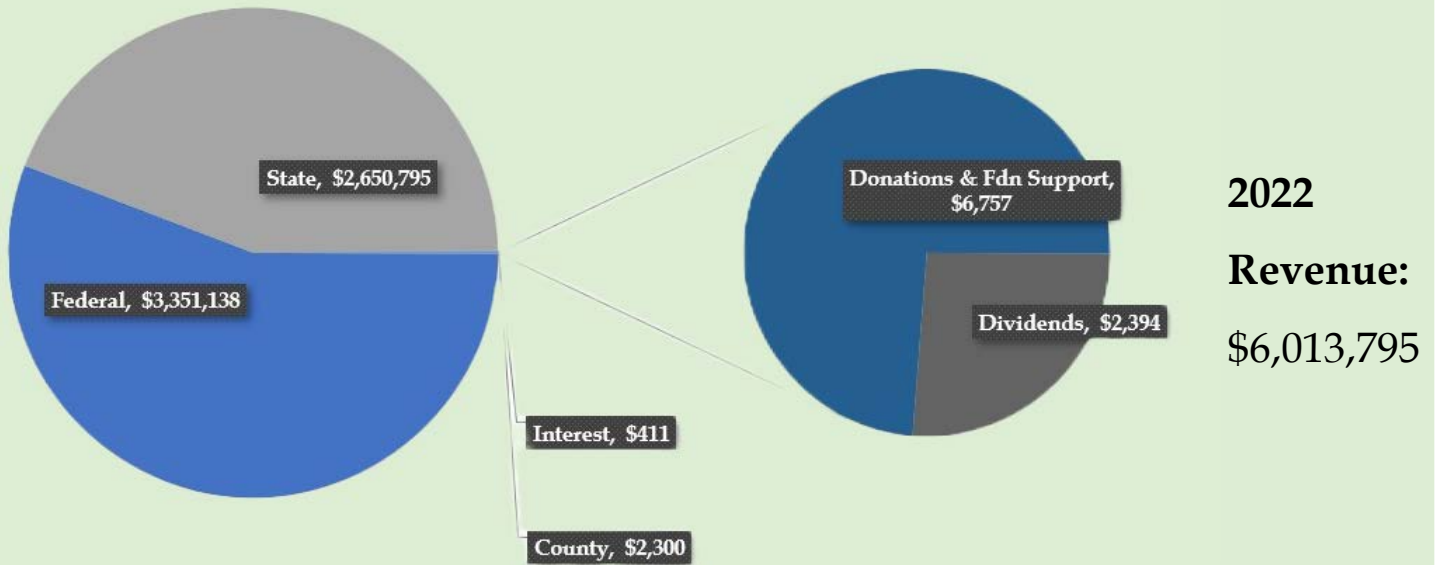 State, $2,650,795
Federal, $3,351,138
Donations & Fdn Support,
$6,757
Dividends, $2,394
Interest, $411
County, $2,300
2022
Revenue:
$6,013,795